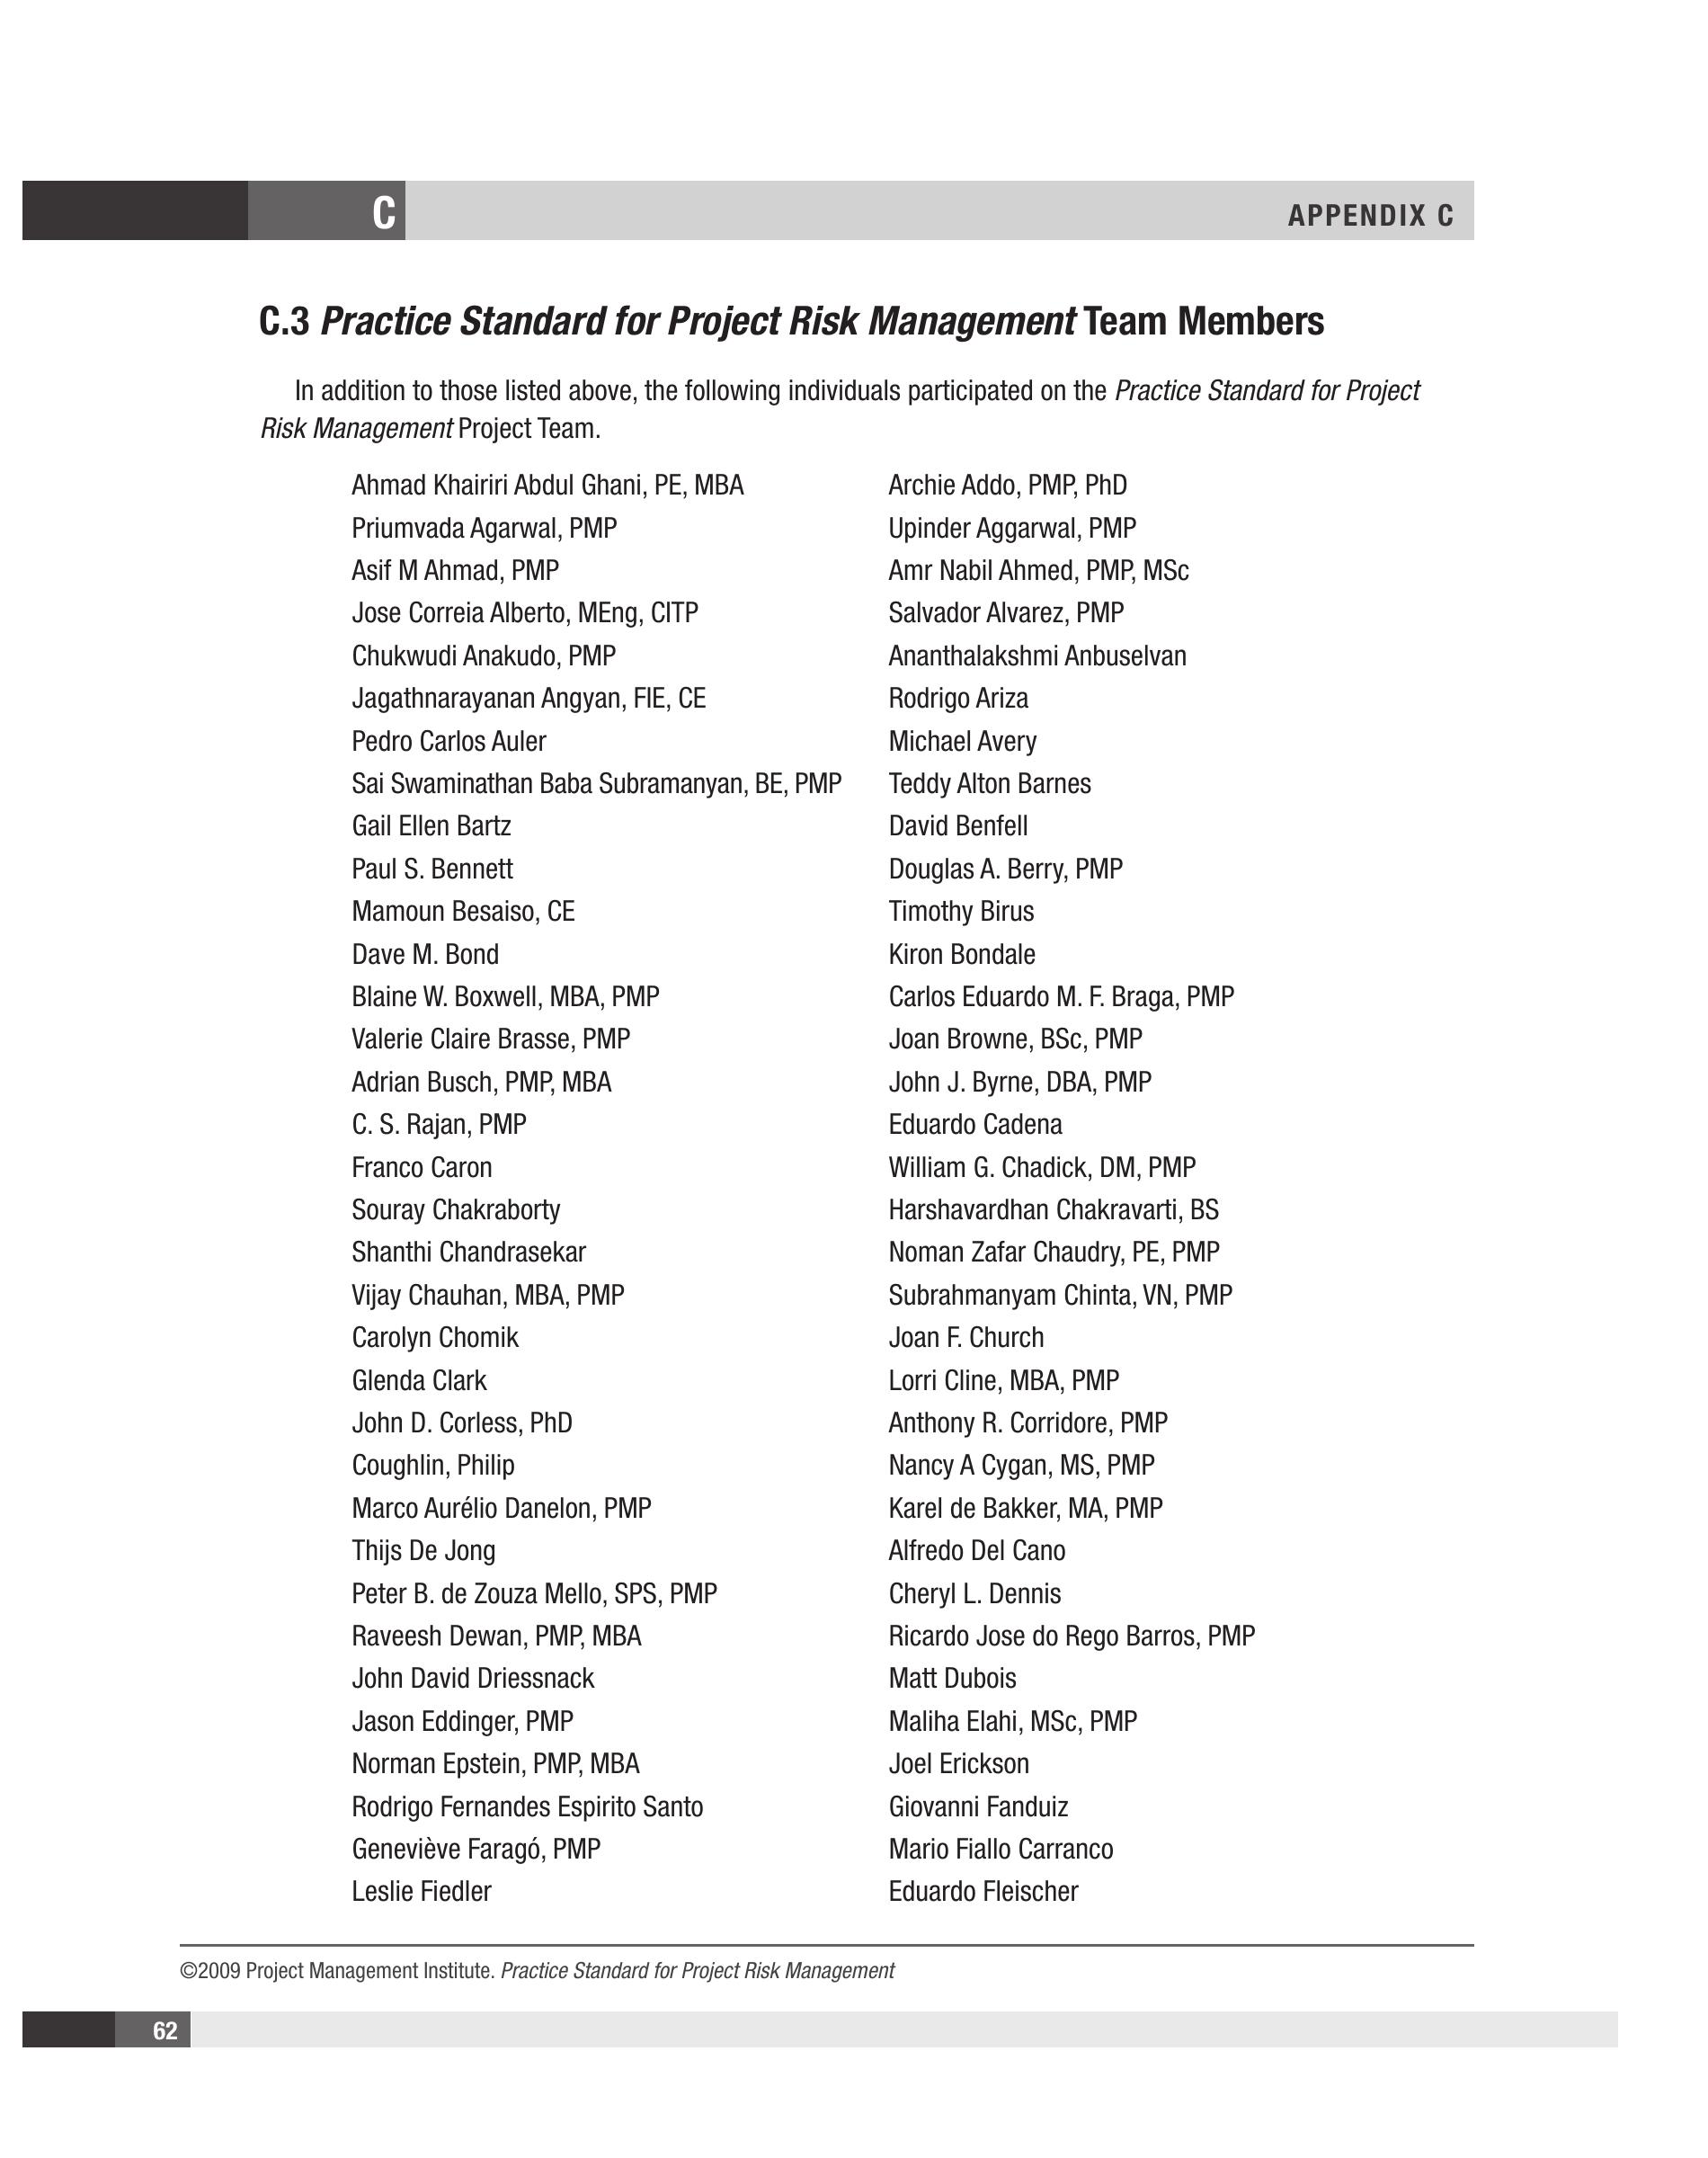 C
APPENDIX C
C.3 Practice Standard for Project Risk Management Team Members
In addition to those listed above, the following individuals participated on the Practice Standard for Project
Risk Management Project Team.
Ahmad Khairiri Abdul Ghani, PE, MBA
Archie Addo, PMP, PhD
Priumvada Agarwal, PMP
Upinder Aggarwal, PMP
Asif M Ahmad, PMP
Amr Nabil Ahmed, PMP, MSc
Jose Correia Alberto, MEng, CITP
Salvador Alvarez, PMP
Chukwudi Anakudo, PMP
Ananthalakshmi Anbuselvan
Jagathnarayanan Angyan, FIE, CE
Rodrigo Ariza
Pedro Carlos Auler
Michael Avery
Sai Swaminathan Baba Subramanyan, BE, PMP
Teddy Alton Barnes
Gail Ellen Bartz
David Benfell
Paul S. Bennett
Douglas A. Berry, PMP
Mamoun Besaiso, CE
Timothy Birus
Dave M. Bond
Kiron Bondale
Blaine W. Boxwell, MBA, PMP
Carlos Eduardo M. F. Braga, PMP
Valerie Claire Brasse, PMP
Joan Browne, BSc, PMP
Adrian Busch, PMP, MBA
John J. Byrne, DBA, PMP
C. S. Rajan, PMP
Eduardo Cadena
Franco Caron
William G. Chadick, DM, PMP
Souray Chakraborty
Harshavardhan Chakravarti, BS
Shanthi Chandrasekar
Noman Zafar Chaudry, PE, PMP
Vijay Chauhan, MBA, PMP
Subrahmanyam Chinta, VN, PMP
Carolyn Chomik
Joan F. Church
Glenda Clark
Lorri Cline, MBA, PMP
John D. Corless, PhD
Anthony R. Corridore, PMP
Coughlin, Philip
Nancy A Cygan, MS, PMP
Marco Aurélio Danelon, PMP
Karel de Bakker, MA, PMP
Thijs De Jong
Alfredo Del Cano
Peter B. de Zouza Mello, SPS, PMP
Cheryl L. Dennis
Raveesh Dewan, PMP, MBA
Ricardo Jose do Rego Barros, PMP
John David Driessnack
Matt Dubois
Jason Eddinger, PMP
Maliha Elahi, MSc, PMP
Norman Epstein, PMP, MBA
Joel Erickson
Rodrigo Fernandes Espirito Santo
Giovanni Fanduiz
Geneviève Faragó, PMP
Mario Fiallo Carranco
Leslie Fiedler
Eduardo Fleischer
©2009 Project Management Institute. Practice Standard for Project Risk Management
62